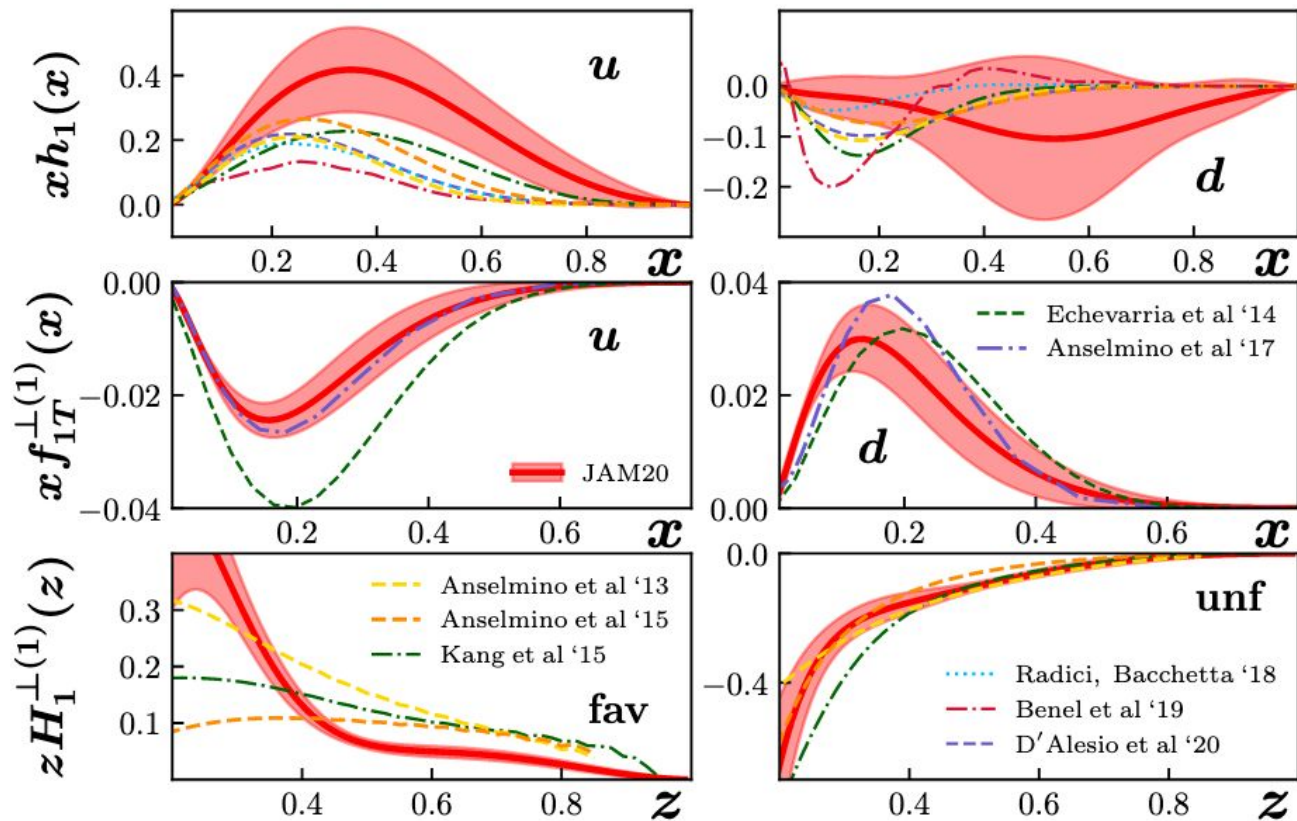 xh₁(x)
0.4
0.2
0.0
u
0.2 0.4 0.6 0.8 x
0.0
−0.1
−0.2
d
0.2 0.4 0.6 0.8 x
xf₁T⊥(1)(x)
0.00
−0.02
−0.04
u
JAM20
0.2 0.4 0.6 x
0.04
0.02
0.00
Echevarria et al ‘14
Anselmino et al ‘17
d
0.2 0.4 0.6 x
zH₁⊥(1)(z)
0.3
0.2
0.1
Anselmino et al ‘13
Anselmino et al ‘15
Kang et al ‘15
fav
0.4 0.6 0.8 z
0.0
−0.4
unf
Radici, Bacchetta ‘18
Benel et al ‘19
D′Alesio et al ‘20
0.4 0.6 0.8 z